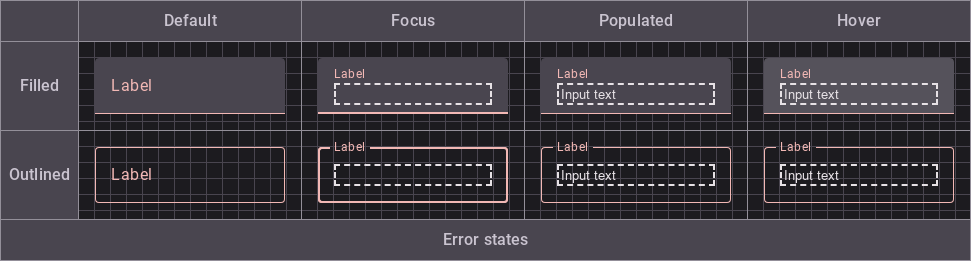 Default Focus Populated Hover
Filled
Label
Label
Label
Input text
Label
Input text
Outlined
Label
Label
Label
Input text
Label
Input text
Error states